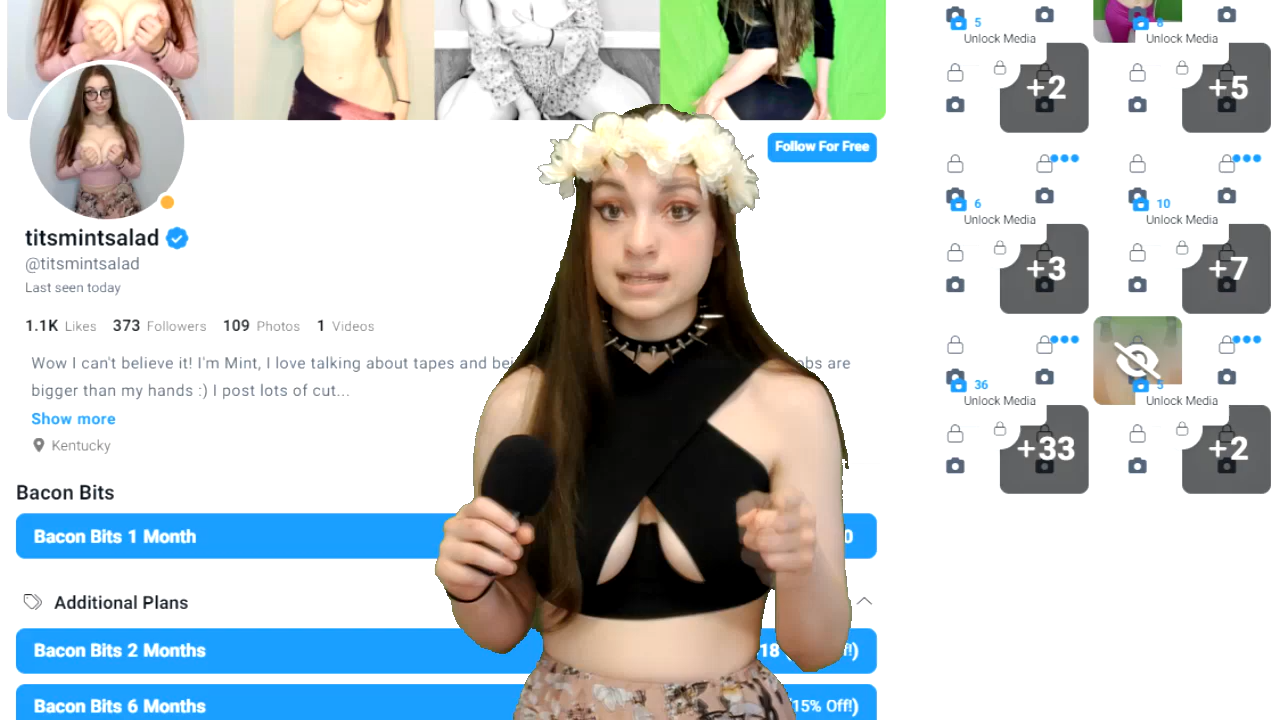 Follow For Free
titsmintsalad
@titsmintsalad
Last seen today
1.1K Likes 373 Followers 109 Photos 1 Videos
Wow I can't believe it! I'm Mint, I love talking about tapes and are
bigger than my hands :) I post lots of cut...
Show more
Kentucky
Bacon Bits
Bacon Bits 1 Month
Additional Plans
Bacon Bits 2 Months
Bacon Bits 6 Months 15% Off!)
5
Unlock Media
Unlock Media
+2
+5
6
10
Unlock Media
Unlock Media
+3
+7
36
5
Unlock Media
Unlock Media
+33
+2